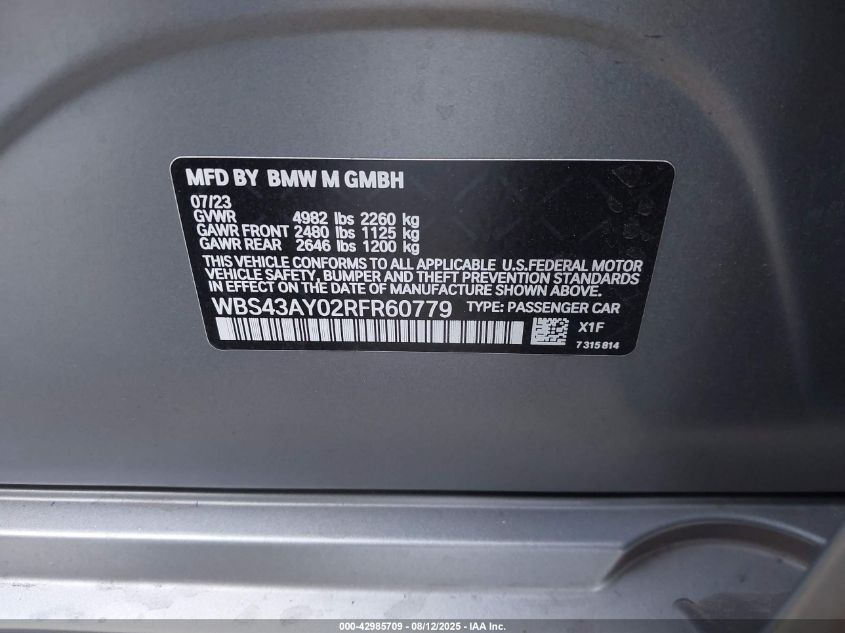 MFD BY BMW M GMBH
07/23
GVWR 4982 lbs 2260 kg
GAWR FRONT 2480 lbs 1125 kg
GAWR REAR 2646 lbs 1200 kg
THIS VEHICLE CONFORMS TO ALL APPLICABLE U.S.FEDERAL MOTOR
VEHICLE SAFETY, BUMPER AND THEFT PREVENTION STANDARDS
IN EFFECT ON THE DATE OF MANUFACTURE SHOWN ABOVE.
WBS43AY02RFR60779 TYPE: PASSENGER CAR
X1F
7315814
000-42985709 - 08/12/2025 - IAA Inc.